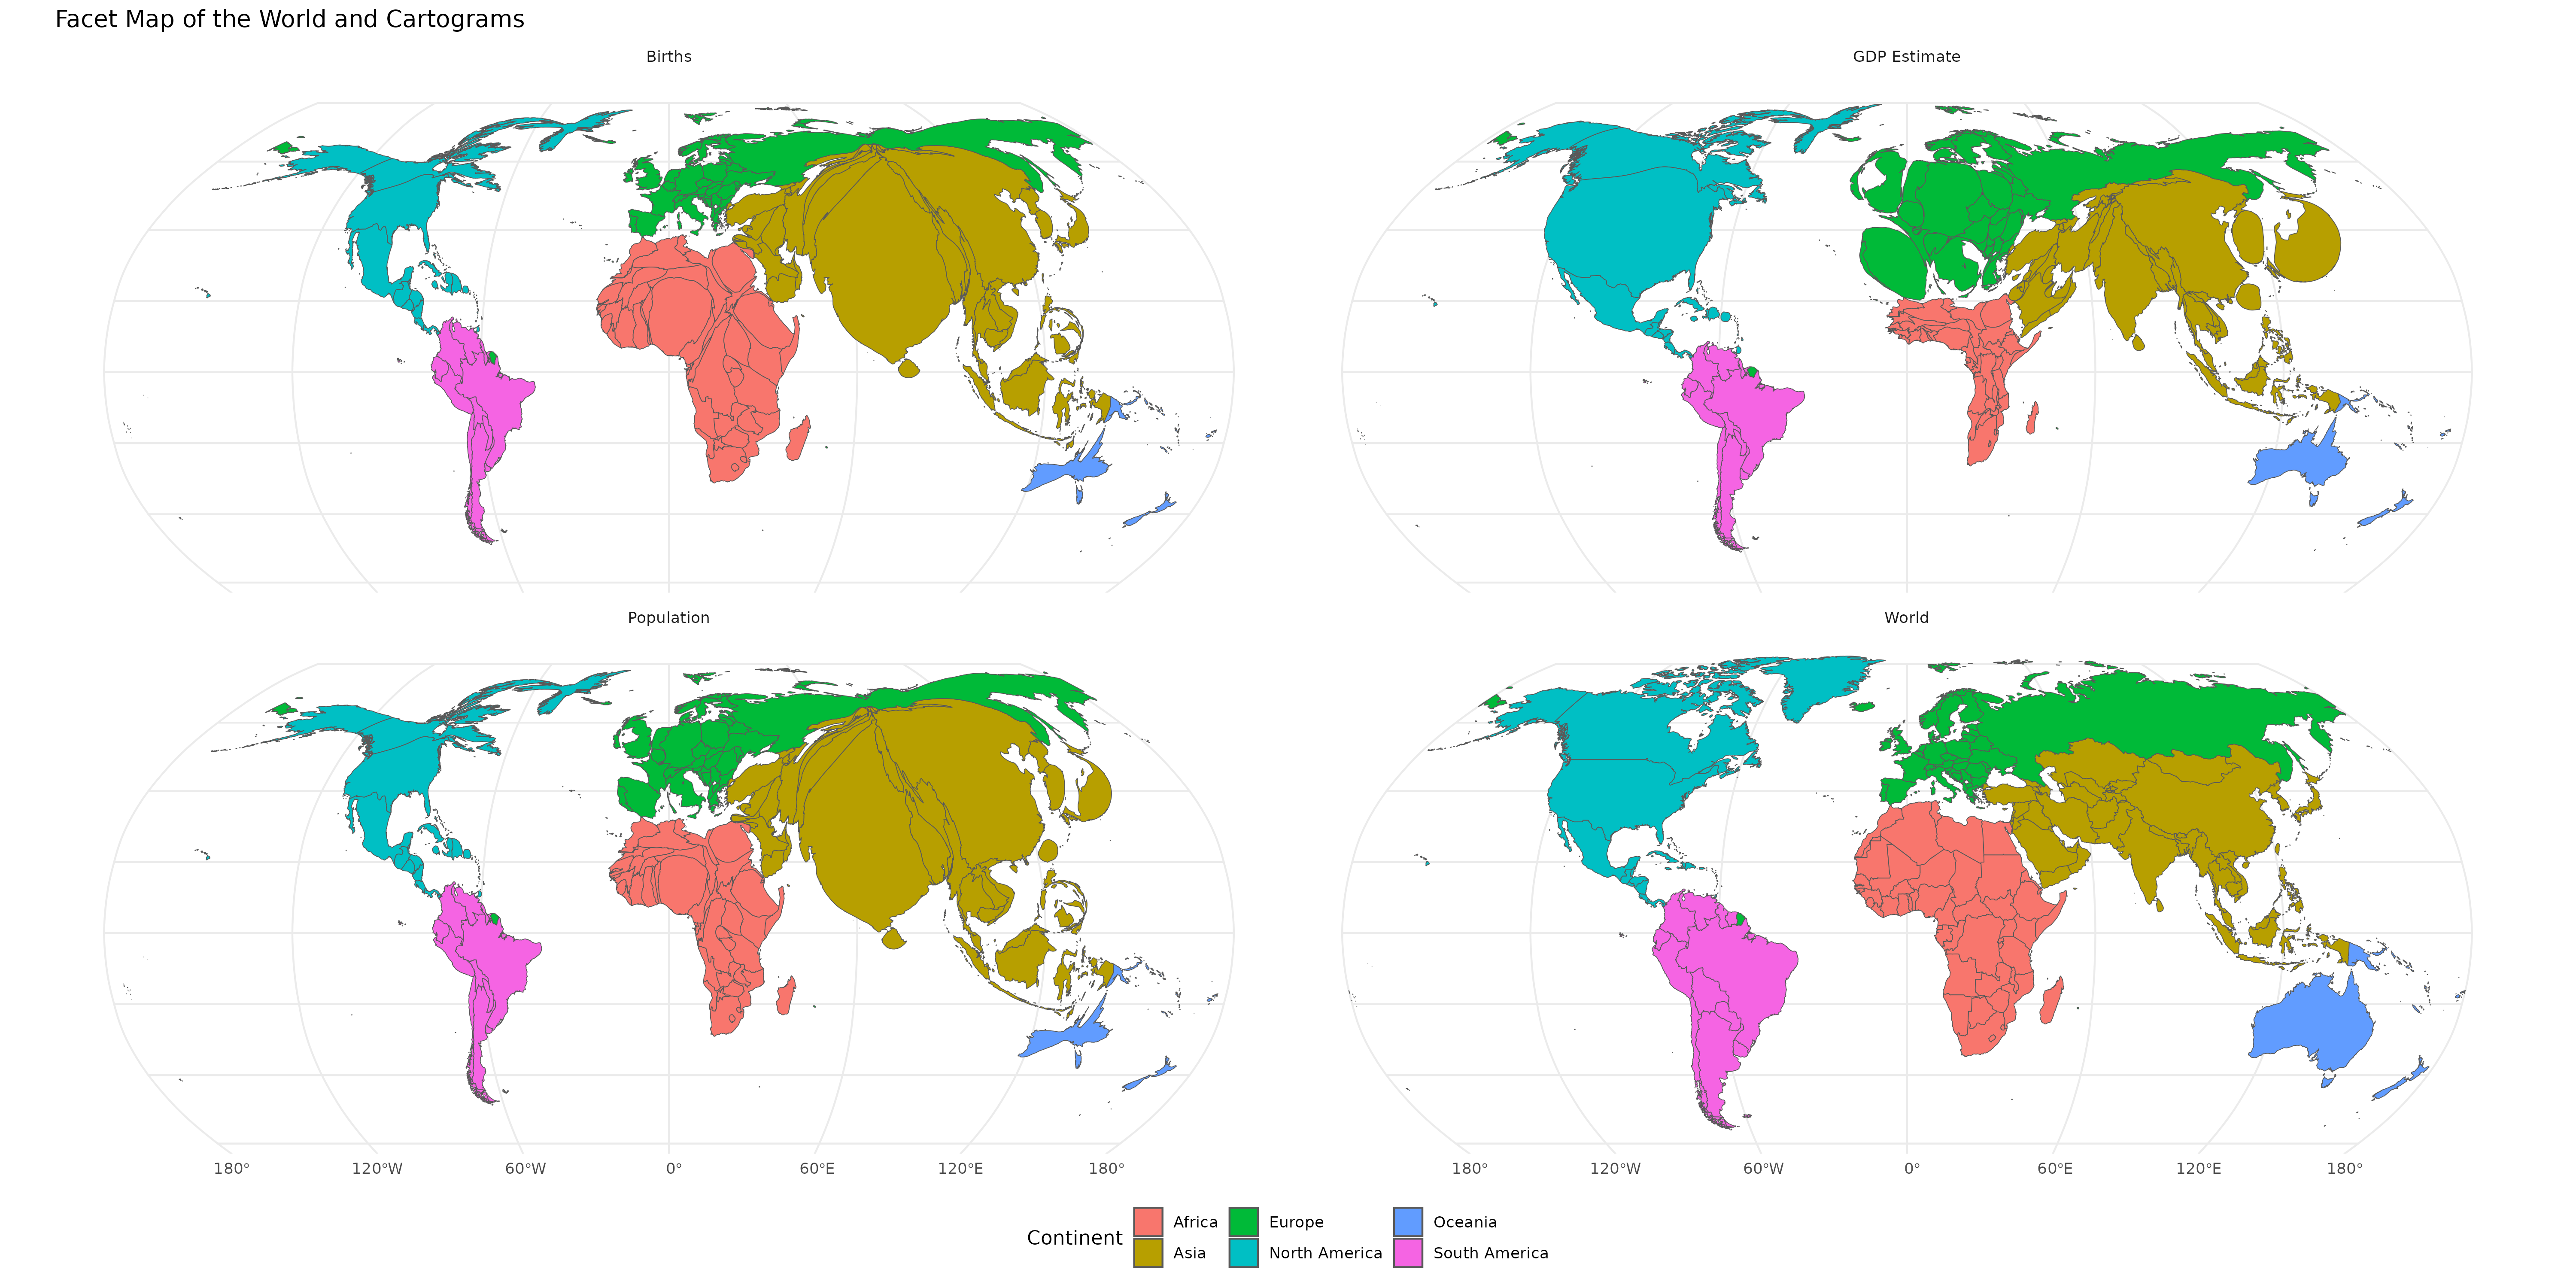 Facet Map of the World and Cartograms
Births
GDP Estimate
Population
World
180° 120°W 60°W 0° 60°E 120°E 180°
180° 120°W 60°W 0° 60°E 120°E 180°
Continent
Africa Europe Oceania
Asia North America South America